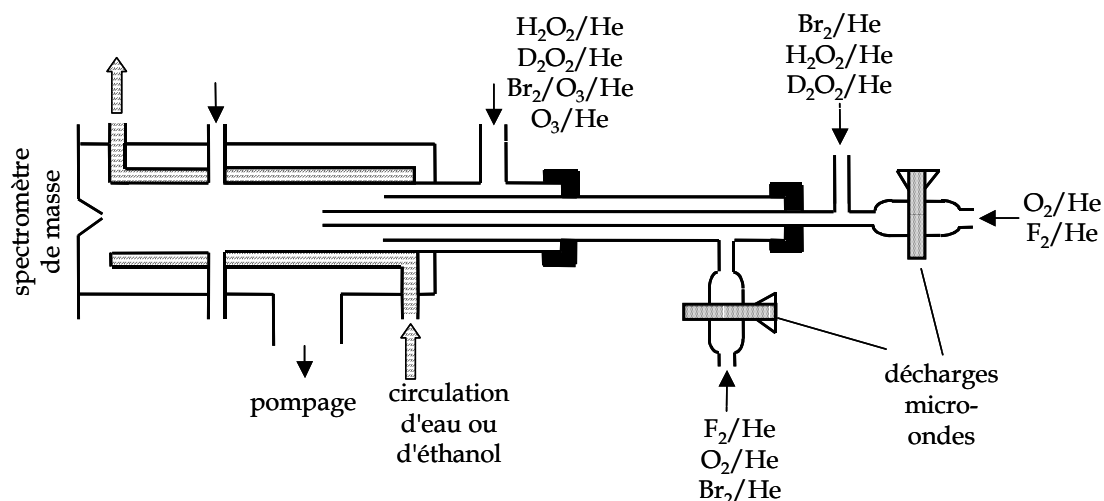 H₂O₂/He
D₂O₂/He
Br₂/O₃/He
O₃/He
Br₂/He
H₂O₂/He
D₂O₂/He
spectromètre
de masse
O₂/He
F₂/He
pompage
circulation
d'eau ou
d'éthanol
F₂/He
O₂/He
Br₂/He
décharges
micro-
ondes